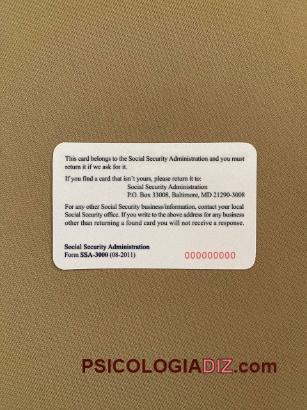 This card belongs to the Social Security Administration and you must
return it if we ask for it.
If you find a card that isn't yours, please return it to:
Social Security Administration
P.O. Box 33008, Baltimore, MD 21290-3008
For any other Social Security business/information, contact your local
Social Security office. If you write to the above address for any business
other than returning a found card you will not receive a response.
Social Security Administration
Form SSA-3000 (08-2011)
000000000
PSICOLOGIADIZ.com